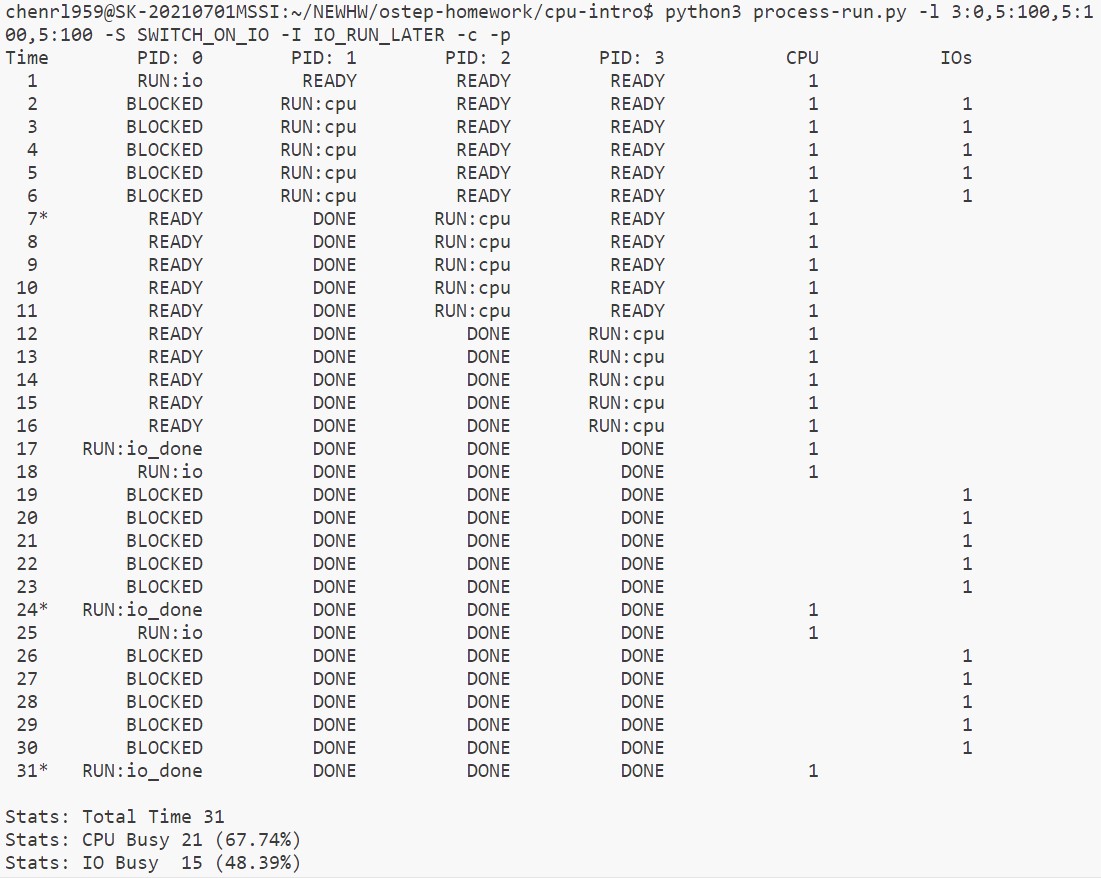 chenrl959@SK-20210701MSSI:~/NEWHW/ostep-homework/cpu-intro$ python3 process-run.py -l 3:0,5:100,5:1
00,5:100 -S SWITCH_ON_IO -I IO_RUN_LATER -c -p
Time PID: 0 PID: 1 PID: 2 PID: 3 CPU IOs
1 RUN:io READY READY READY 1
2 BLOCKED RUN:cpu READY READY 1 1
3 BLOCKED RUN:cpu READY READY 1 1
4 BLOCKED RUN:cpu READY READY 1 1
5 BLOCKED RUN:cpu READY READY 1 1
6 BLOCKED RUN:cpu READY READY 1 1
7* READY DONE RUN:cpu READY 1
8 READY DONE RUN:cpu READY 1
9 READY DONE RUN:cpu READY 1
10 READY DONE RUN:cpu READY 1
11 READY DONE RUN:cpu READY 1
12 READY DONE DONE RUN:cpu 1
13 READY DONE DONE RUN:cpu 1
14 READY DONE DONE RUN:cpu 1
15 READY DONE DONE RUN:cpu 1
16 READY DONE DONE RUN:cpu 1
17 RUN:io_done DONE DONE DONE 1
18 RUN:io DONE DONE DONE 1
19 BLOCKED DONE DONE DONE 1
20 BLOCKED DONE DONE DONE 1
21 BLOCKED DONE DONE DONE 1
22 BLOCKED DONE DONE DONE 1
23 BLOCKED DONE DONE DONE 1
24* RUN:io_done DONE DONE DONE 1
25 RUN:io DONE DONE DONE 1
26 BLOCKED DONE DONE DONE 1
27 BLOCKED DONE DONE DONE 1
28 BLOCKED DONE DONE DONE 1
29 BLOCKED DONE DONE DONE 1
30 BLOCKED DONE DONE DONE 1
31* RUN:io_done DONE DONE DONE 1
Stats: Total Time 31
Stats: CPU Busy 21 (67.74%)
Stats: IO Busy 15 (48.39%)